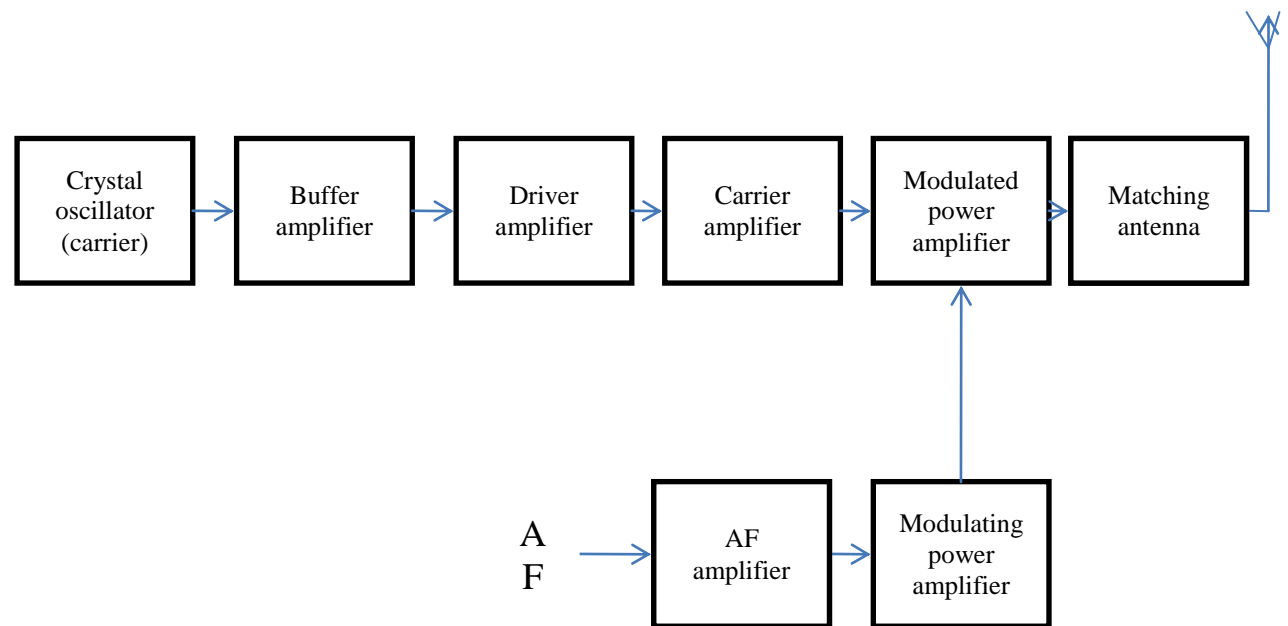 Crystal
oscillator
(carrier)
Buffer
amplifier
Driver
amplifier
Carrier
amplifier
Modulated
power
amplifier
Matching
antenna
A
F
AF
amplifier
Modulating
power
amplifier